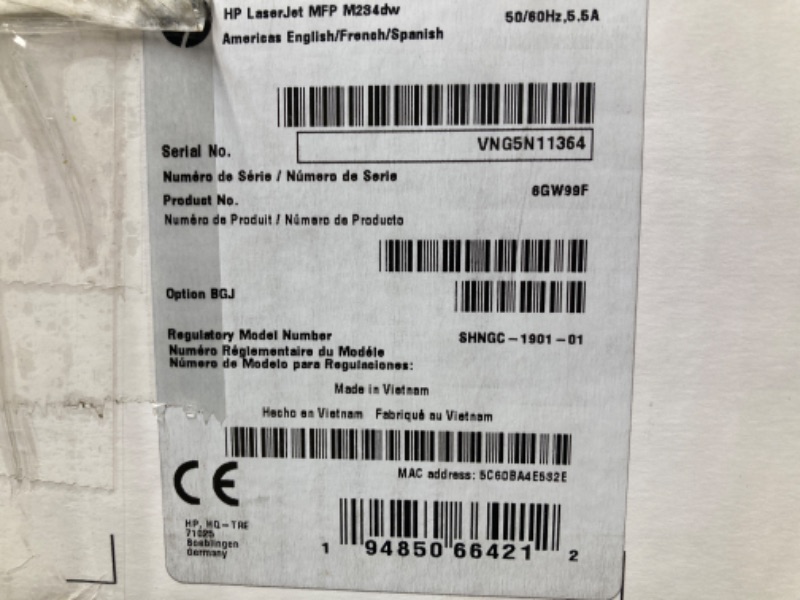 HP LaserJet MFP M234dw
50/60Hz,5.5A
Americas English/French/Spanish
Serial No.
VNG5N11364
Numéro de Série / Número de Serie
Product No.
6GW99F
Numéro de Produit / Número de Producto
Option BGJ
Regulatory Model Number
SHNGC-1901-01
Numéro Réglementaire du Modèle
Número de Modelo para Regulaciones:
Made in Vietnam
Hecho en Vietnam Fabriqué au Vietnam
MAC address: 5C60BA4E532E
CE
HP, HQ-TRE
71025
Boeblingen
Germany
1 94850 66421 2